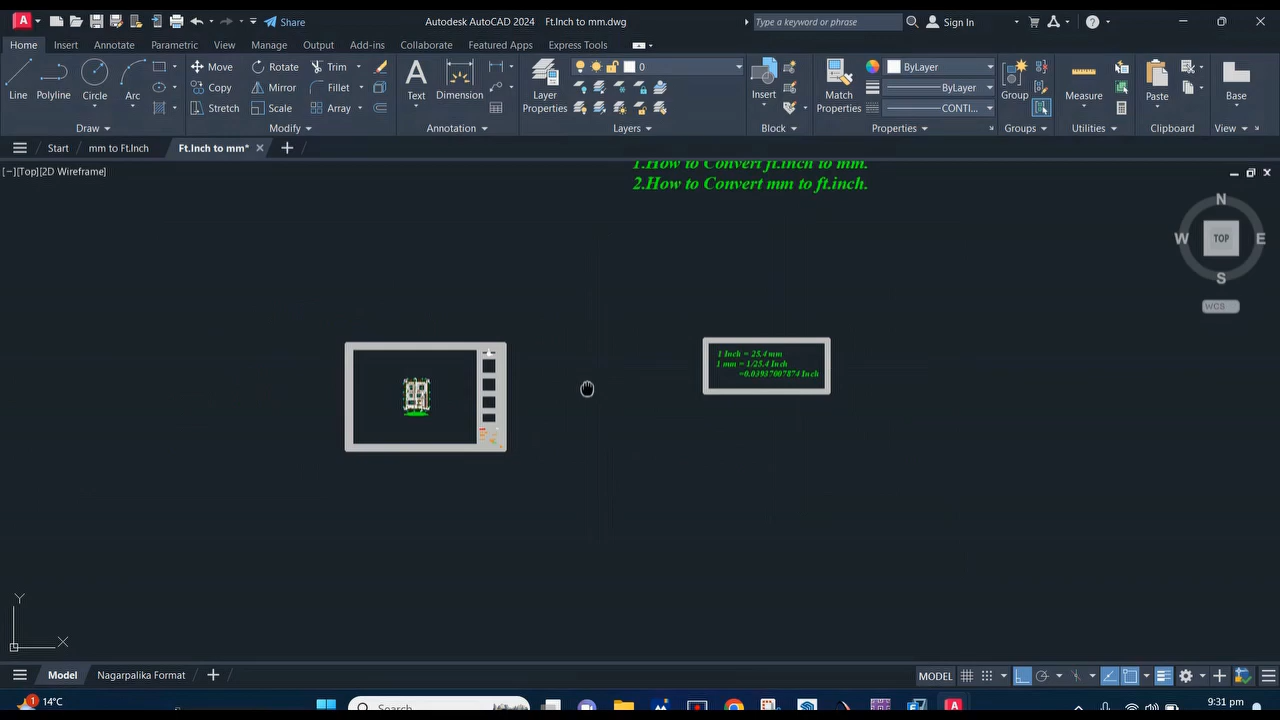 Share
Autodesk AutoCAD 2024 Ft.Inch to mm.dwg
Type a keyword or phrase
Sign In
Home Insert Annotate Parametric View Manage Output Add-ins Collaborate Featured Apps Express Tools
Line Polyline Circle Arc
Move Rotate Trim
Copy Mirror Fillet
Stretch Scale Array
Text Dimension
Layer Properties
0
Insert
Match Properties
ByLayer
ByLayer
CONTI...
Group
Measure
Paste
Base
Draw Modify Annotation Layers Block Properties Groups Utilities Clipboard View
Start mm to Ft.Inch Ft.Inch to mm*
[−][Top][2D Wireframe]
1.How to Convert ft.inch to mm.
2.How to Convert mm to ft.inch.
N
W TOP E
S
WCS
1 Inch = 25.4 mm
1 mm = 1/25.4 Inch
=0.03937007874 Inch
Y
X
Model Nagarpalika Format
MODEL
1
14°C
Search
9:31 pm